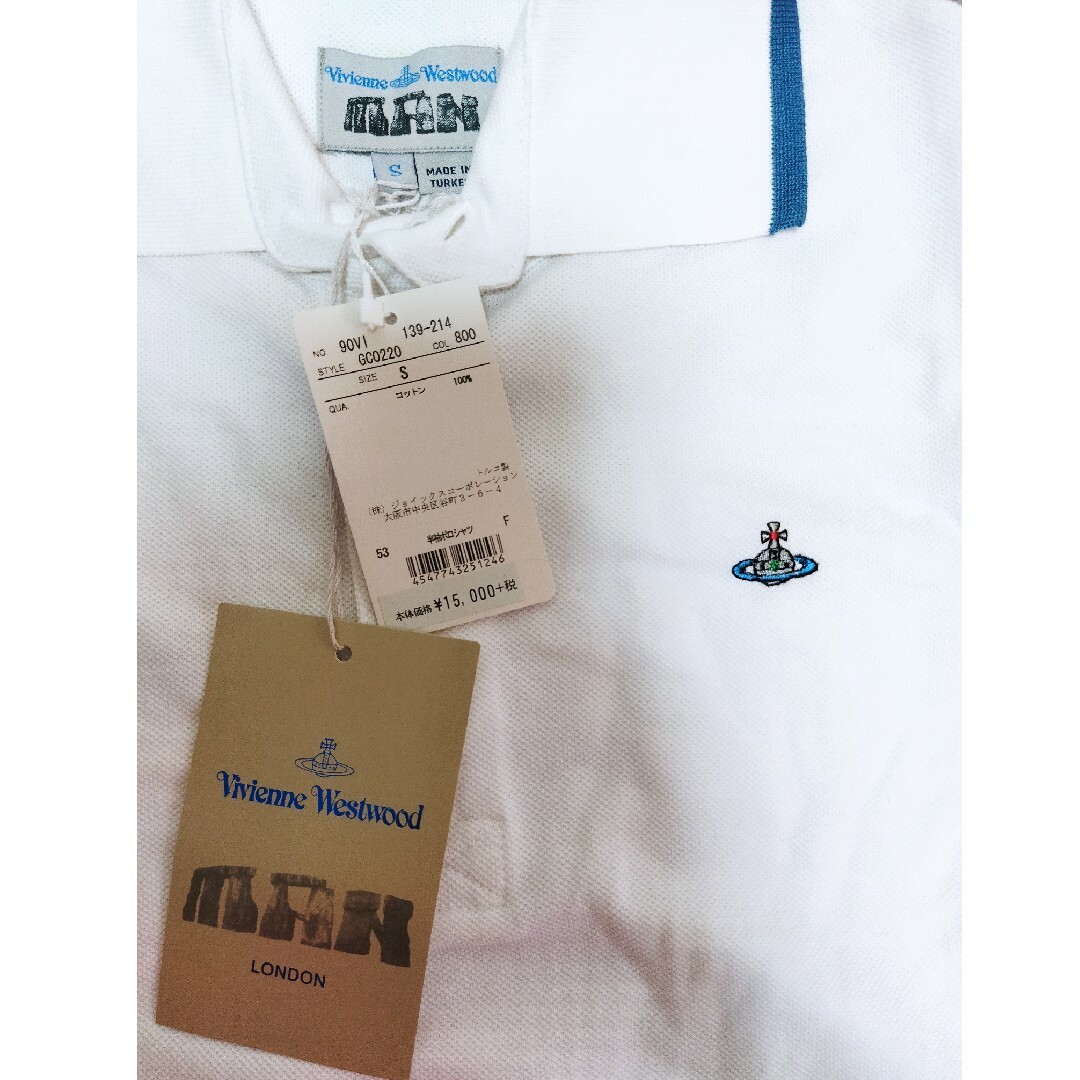 Vivienne Westwood
MAN
S
MADE IN
TURKE
NO. 90V1 139-214
STYLE GC0220 COL 800
SIZE S
QUA. コットン 100%
トルコ製
(株) ジョイックスコーポレーション
大阪市中央区谷町3-6-4
53 半袖ポロシャツ F
4547743251246
本体価格 ¥15,000+税
Vivienne Westwood
MAN
LONDON